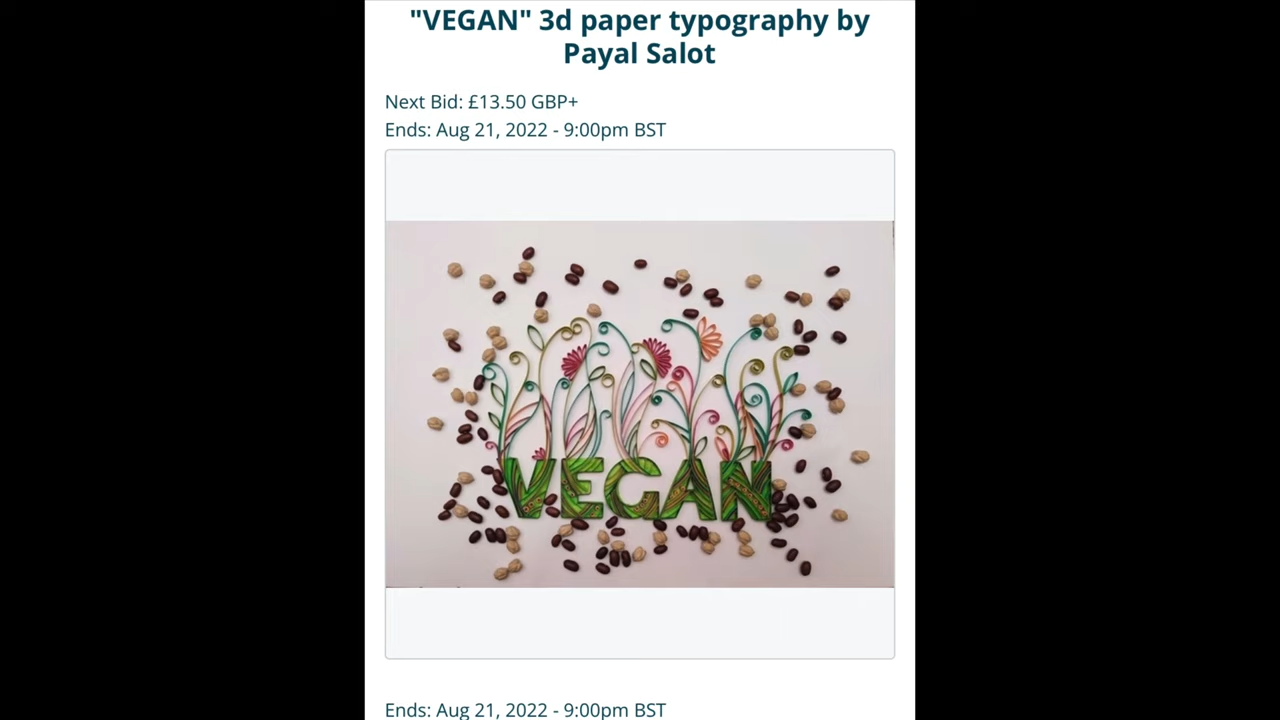 "VEGAN" 3d paper typography by
Payal Salot
Next Bid: £13.50 GBP+
Ends: Aug 21, 2022 - 9:00pm BST
VEGAN
Ends: Aug 21, 2022 - 9:00pm BST